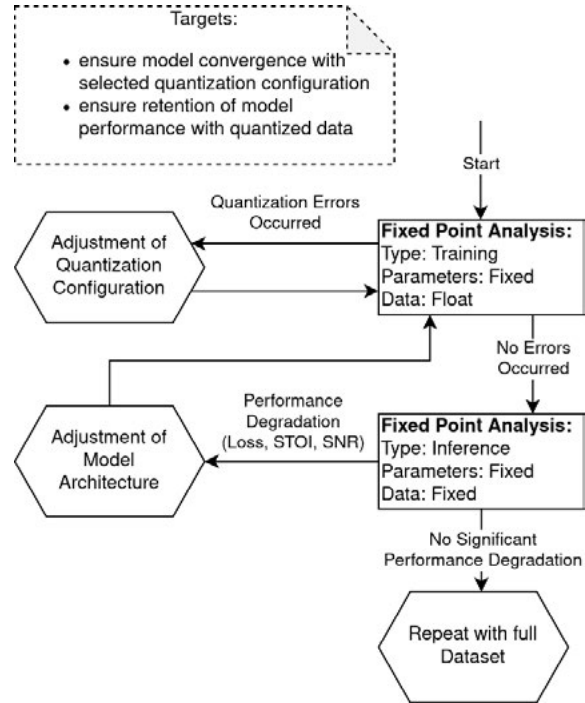 Targets:
• ensure model convergence with
selected quantization configuration
• ensure retention of model
performance with quantized data
Start
Quantization Errors
Occurred
Adjustment of
Quantization
Configuration
Fixed Point Analysis:
Type: Training
Parameters: Fixed
Data: Float
No Errors
Occurred
Performance
Degradation
(Loss, STOI, SNR)
Adjustment of
Model
Architecture
Fixed Point Analysis:
Type: Inference
Parameters: Fixed
Data: Fixed
No Significant
Performance Degradation
Repeat with full
Dataset